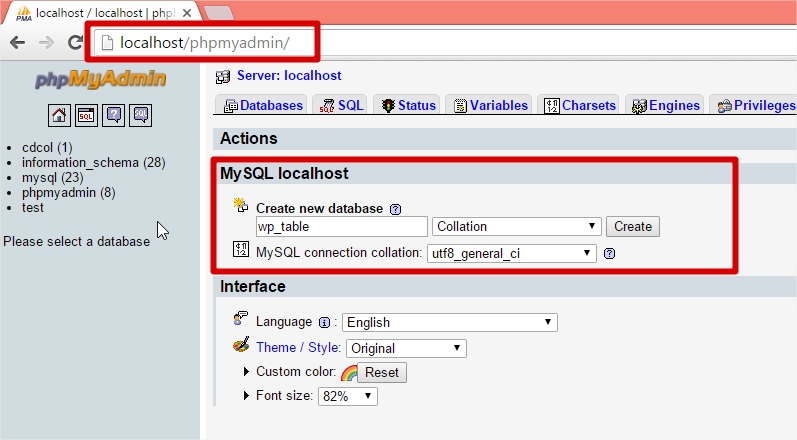 PMA
localhost / localhost | phpM
localhost/phpmyadmin/
phpMyAdmin
SQL
cdcol (1)
information_schema (28)
mysql (23)
phpmyadmin (8)
test
Please select a database
Server: localhost
Databases SQL Status Variables Charsets Engines Privileges
Actions
MySQL localhost
Create new database
wp_table Collation Create
MySQL connection collation: utf8_general_ci
Interface
Language : English
Theme / Style: Original
Custom color: Reset
Font size: 82%